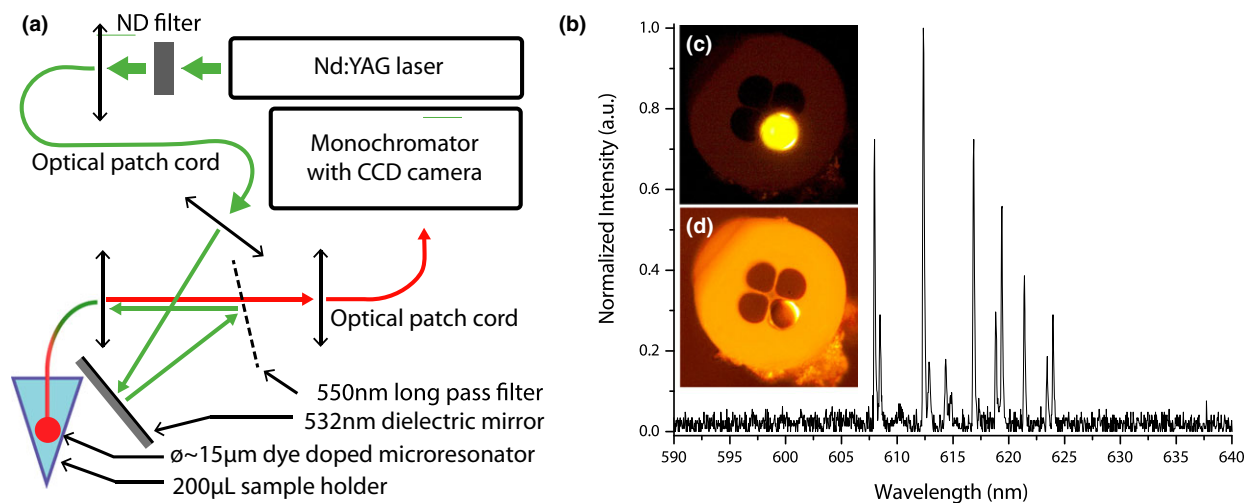 (a)
ND filter
Nd:YAG laser
Monochromator
with CCD camera
Optical patch cord
Optical patch cord
550nm long pass filter
532nm dielectric mirror
ø~15µm dye doped microresonator
200µL sample holder
(b)
(c)
(d)
Normalized Intensity (a.u.)
1.0
0.8
0.6
0.4
0.2
0.0
590 595 600 605 610 615 620 625 630 635 640
Wavelength (nm)